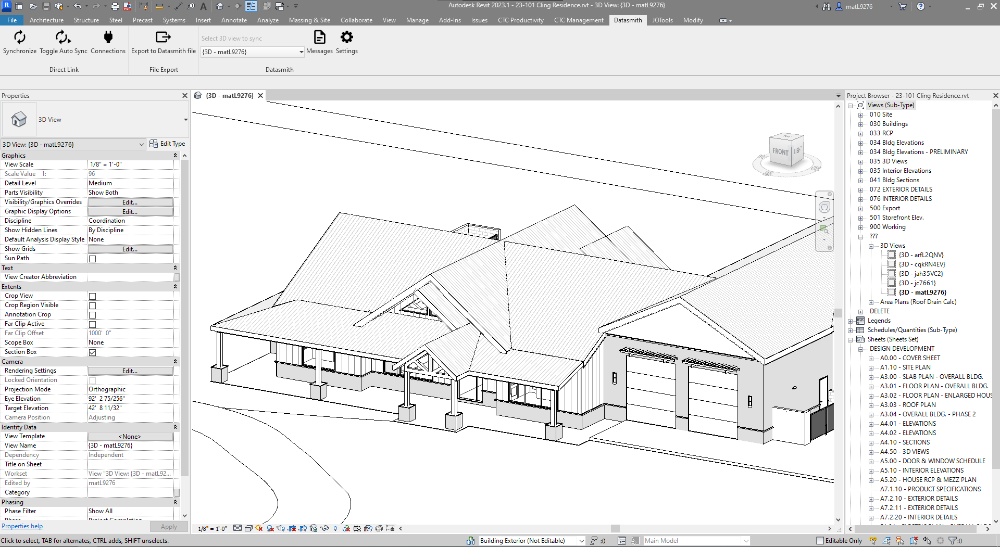 Autodesk Revit 2023.1 - 23-101 Cling Residence.rvt - 3D View: {3D - matL9276}
matL9276
File Architecture Structure Steel Precast Systems Insert Annotate Analyze Massing & Site Collaborate View Manage Add-Ins Issues CTC Productivity CTC Management Datasmith JOTools Modify
Select 3D view to sync
{3D - matL9276}
Synchronize Toggle Auto Sync Connections Export to Datasmith file Messages Settings
Direct Link File Export Datasmith
Properties
3D View
3D View: {3D - matL9276}
Edit Type
Graphics
View Scale 1/8" = 1'-0"
Scale Value 1: 96
Detail Level Medium
Parts Visibility Show Both
Visibility/Graphics Overrides Edit...
Graphic Display Options Edit...
Discipline Coordination
Show Hidden Lines By Discipline
Default Analysis Display Style None
Show Grids Edit...
Sun Path
Text
View Creator Abbreviation
Extents
Crop View
Crop Region Visible
Annotation Crop
Far Clip Active
Far Clip Offset 1000' 0"
Scope Box None
Section Box
Camera
Rendering Settings Edit...
Locked Orientation
Projection Mode Orthographic
Eye Elevation 92' 2 75/256"
Target Elevation 42' 8 11/32"
Camera Position Adjusting
Identity Data
View Template <None>
View Name {3D - matL9276}
Dependency Independent
Title on Sheet
Workset View "3D View: {3D - matL92...
Edited by matL9276
Category
Phasing
Phase Filter Show All
Properties help
Apply
{3D - matL9276}
FRONT
1/8" = 1'-0"
Project Browser - 23-101 Cling Residence.rvt
Views (Sub-Type)
010 Site
030 Buildings
033 RCP
034 Bldg Elevations
034 Bldg Elevations - PRELIMINARY
035 3D Views
035 Interior Elevations
041 Bldg Sections
072 EXTERIOR DETAILS
076 INTERIOR DETAILS
500 Export
501 Storefront Elev.
900 Working
???
3D Views
{3D - arfL2QNV}
{3D - cqkRN4EV}
{3D - jah35VC2}
{3D - jc7661}
{3D - matL9276}
Area Plans (Roof Drain Calc)
DELETE
Legends
Schedules/Quantities (Sub-Type)
Sheets (Sheets Set)
DESIGN DEVELOPMENT
A0.00 - COVER SHEET
A1.10 - SITE PLAN
A3.00 - SLAB PLAN - OVERALL BLDG.
A3.01 - FLOOR PLAN - OVERALL BLDG.
A3.02 - FLOOR PLAN - ENLARGED HOUS
A3.03 - ROOF PLAN
A3.04 - OVERALL BLDG. - PHASE 2
A4.01 - ELEVATIONS
A4.02 - ELEVATIONS
A4.10 - SECTIONS
A4.50 - 3D VIEWS
A5.00 - DOOR & WINDOW SCHEDULE
A5.10 - INTERIOR ELEVATIONS
A5.20 - HOUSE RCP & MEZZ PLAN
A7.1.10 - PRODUCT SPECIFICATIONS
A7.2.10 - EXTERIOR DETAILS
A7.2.11 - EXTERIOR DETAILS
A7.2.20 - INTERIOR DETAILS
Click to select, TAB for alternates, CTRL adds, SHIFT unselects.
Building Exterior (Not Editable)
:0
Main Model
Editable Only
:0